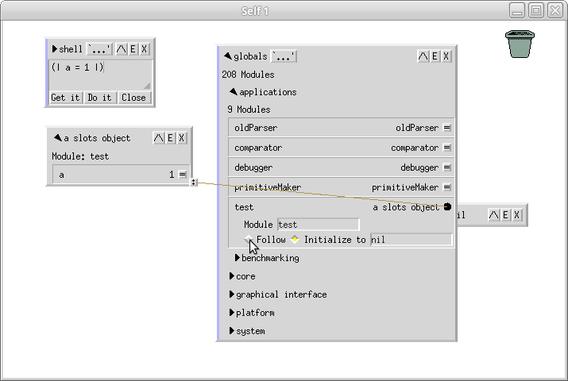 Self 1
shell '...' E X
(| a = 1 |)
Get it Do it Close
a slots object E X
Module: test
a 1
globals '...' E X
208 Modules
applications
9 Modules
oldParser oldParser
comparator comparator
debugger debugger
primitiveMaker primitiveMaker
test a slots object
Module test
Follow Initialize to nil
benchmarking
core
graphical interface
platform
system
il E X